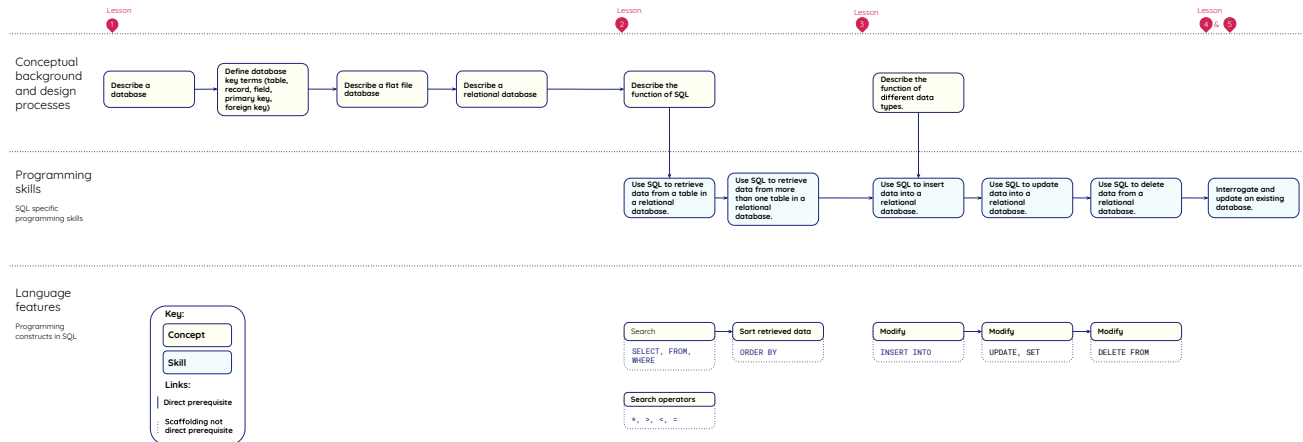 Lesson
1
Lesson
2
Lesson
3
Lesson
4 & 5
Conceptual
background
and design
processes
Describe a
database
Define database
key terms (table,
record, field,
primary key,
foreign key)
Describe a flat file
database
Describe a
relational database
Describe the
function of SQL
Describe the
function of
different data
types.
Programming
skills
SQL specific
programming skills
Use SQL to retrieve
data from a table in
a relational
database.
Use SQL to retrieve
data from more
than one table in a
relational
database.
Use SQL to insert
data into a
relational
database.
Use SQL to update
data into a
relational
database.
Use SQL to delete
data from a
relational
database.
Interrogate and
update an existing
database.
Language
features
Programming
constructs in SQL
Key:
Concept
Skill
Links:
Direct prerequisite
Scaffolding not
direct prerequisite
Search
SELECT, FROM,
WHERE
Sort retrieved data
ORDER BY
Modify
INSERT INTO
Modify
UPDATE, SET
Modify
DELETE FROM
Search operators
*, >, <, =